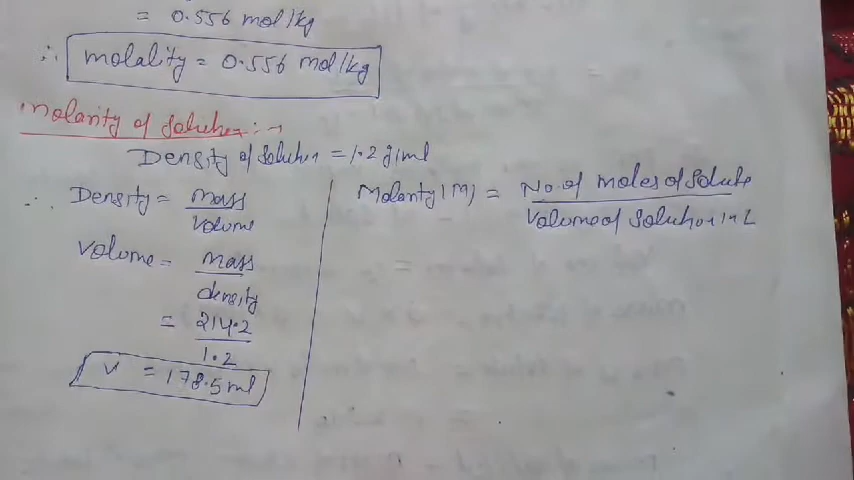 = 0.556 mol/kg
∴ molality = 0.556 mol/kg
Molarity of Solution :-
Density of Solution = 1.2 g/ml
∴ Density = mass
Volume
Volume = mass
density
= 214.2
1.2
V = 178.5 ml
Molarity (M) = No. of moles of Solute
Volume of Solution in L